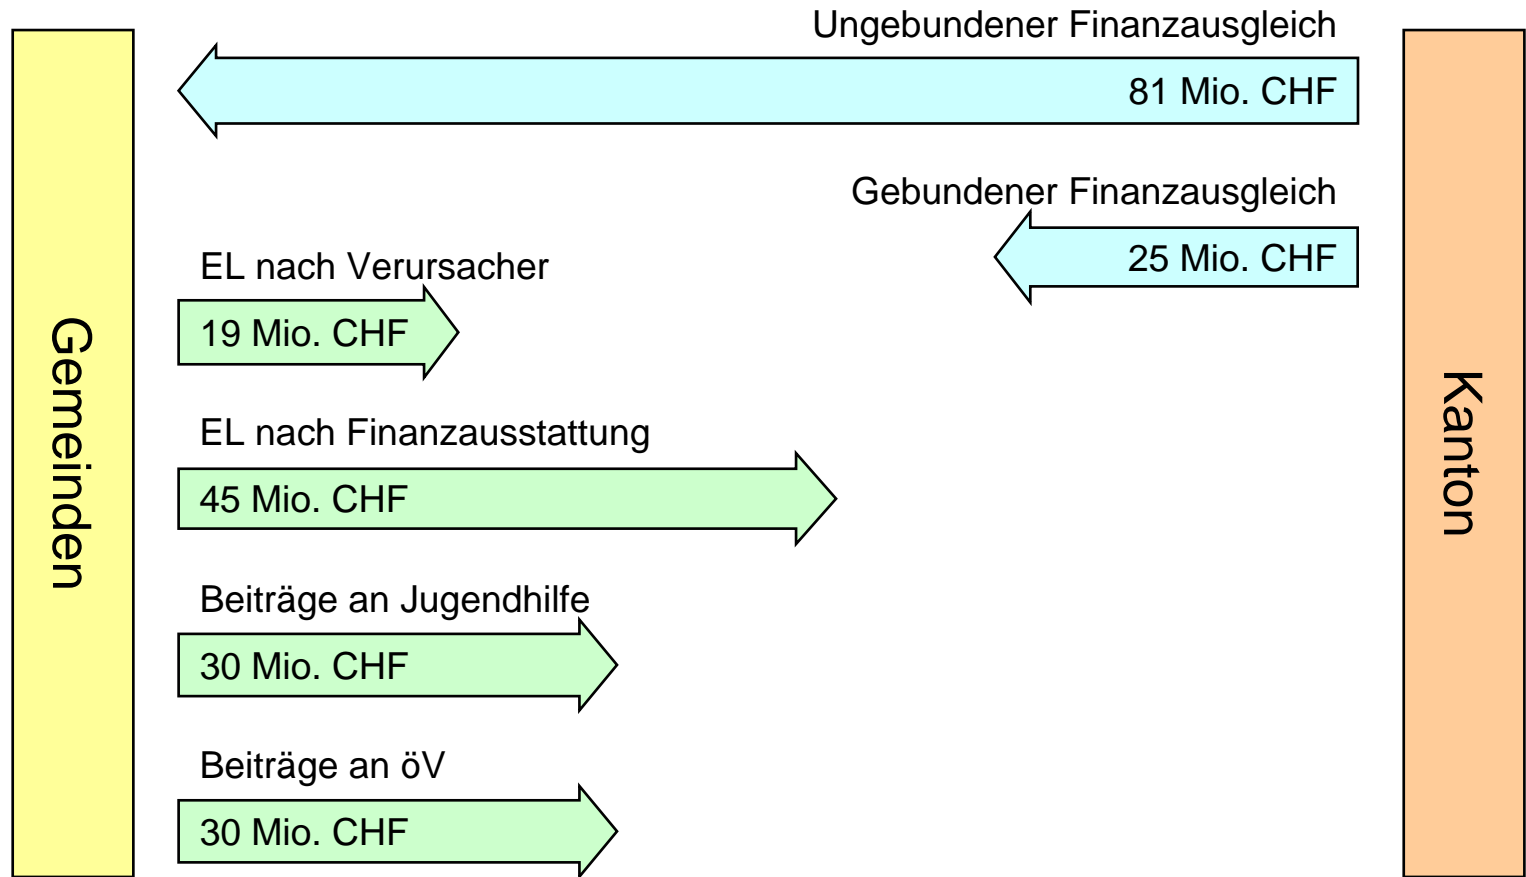 Ungebundener Finanzausgleich
81 Mio. CHF
Gebundener Finanzausgleich
25 Mio. CHF
EL nach Verursacher
19 Mio. CHF
EL nach Finanzausstattung
45 Mio. CHF
Beiträge an Jugendhilfe
30 Mio. CHF
Beiträge an öV
30 Mio. CHF
Gemeinden
Kanton